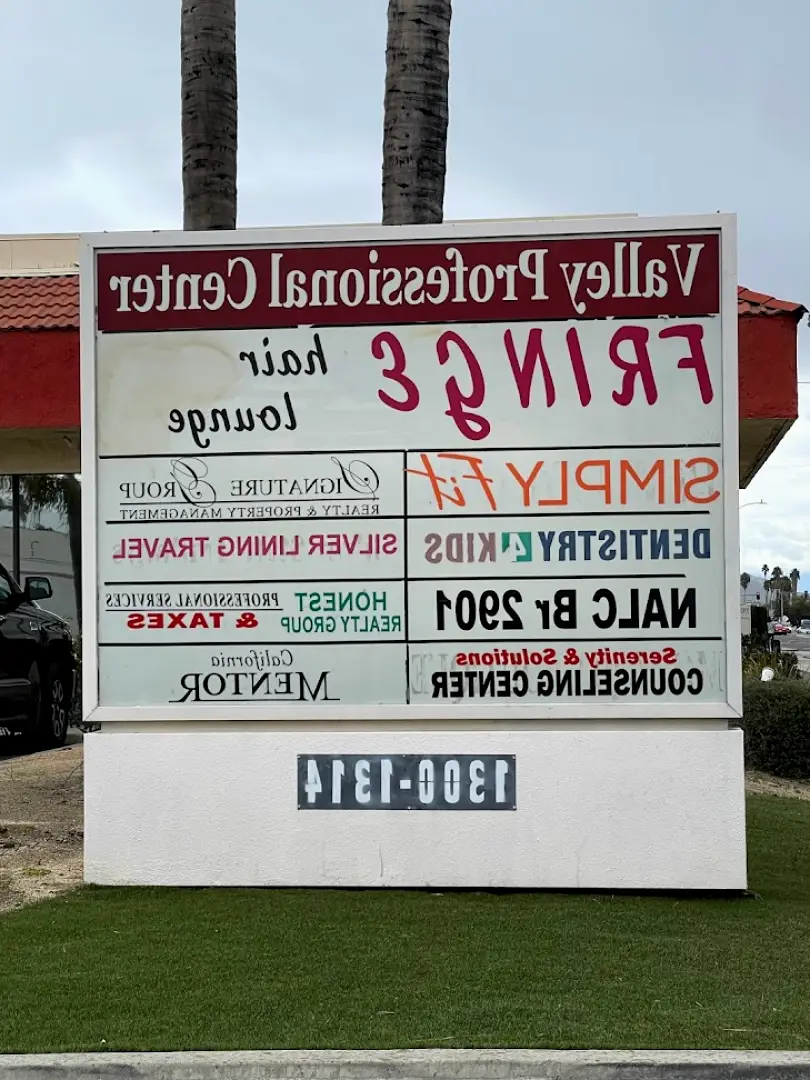 Valley Professional Center
FRINGE hair
lounge
SIMPLY Fit
SIGNATURE GROUP
REALTY & PROPERTY MANAGEMENT
DENTISTRY 4 KIDS
SILVER LINING TRAVEL
NALC Br 2901
HONEST
REALTY GROUP
PROFESSIONAL SERVICES
& TAXES
Serenity & Solutions
COUNSELING CENTER
California
MENTOR
1300-1314